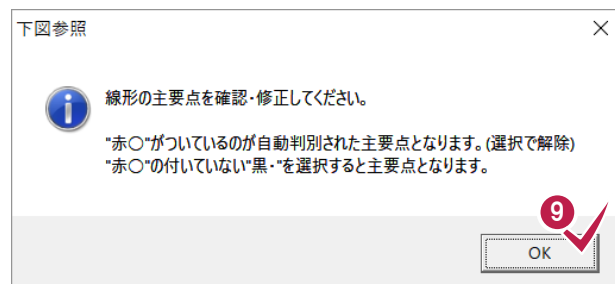 下図参照
線形の主要点を確認・修正してください。
"赤〇"がついているのが自動判別された主要点となります。(選択で解除)
"赤〇"の付いていない"黒・"を選択すると主要点となります。
9
OK